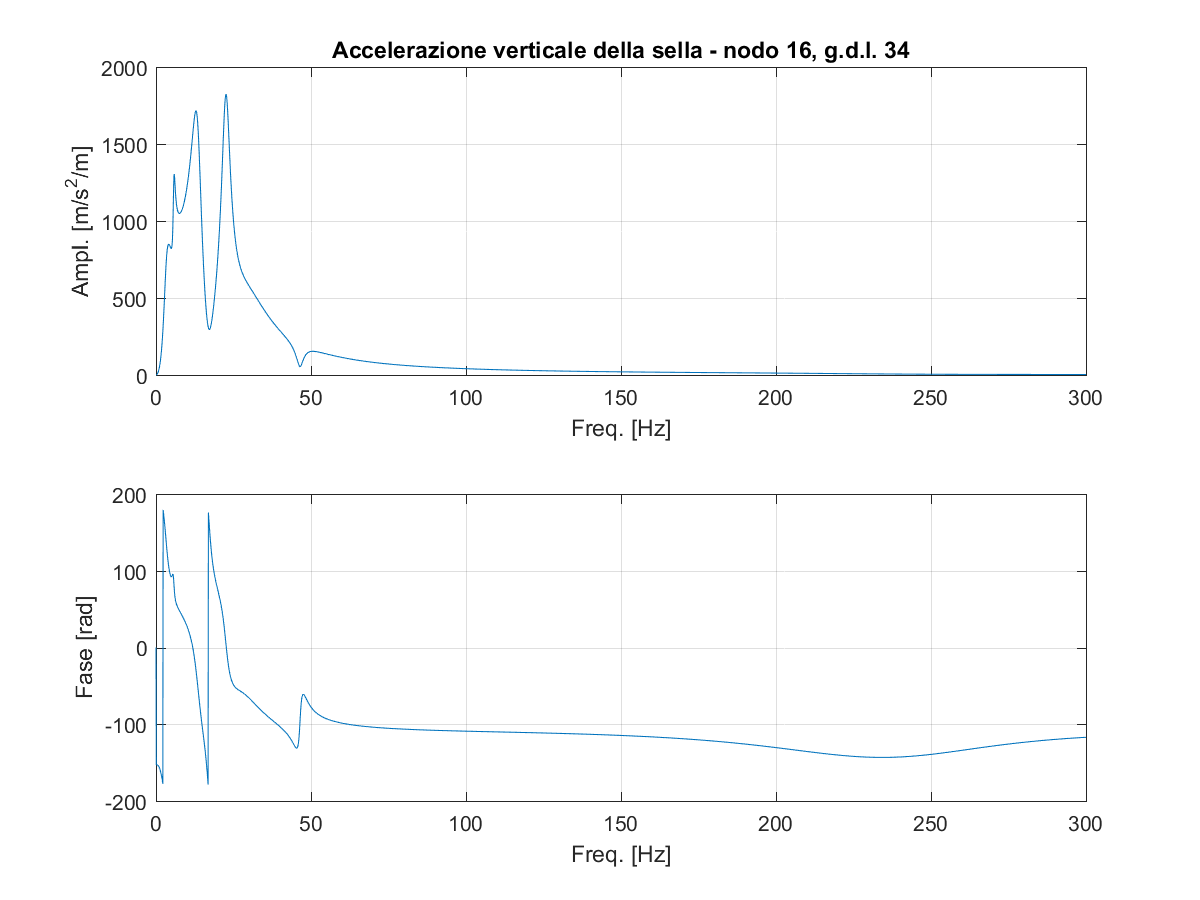 Accelerazione verticale della sella - nodo 16, g.d.l. 34
2000
1500
1000
500
0
Ampl. [m/s²/m]
0 50 100 150 200 250 300
Freq. [Hz]
200
100
0
-100
-200
Fase [rad]
0 50 100 150 200 250 300
Freq. [Hz]